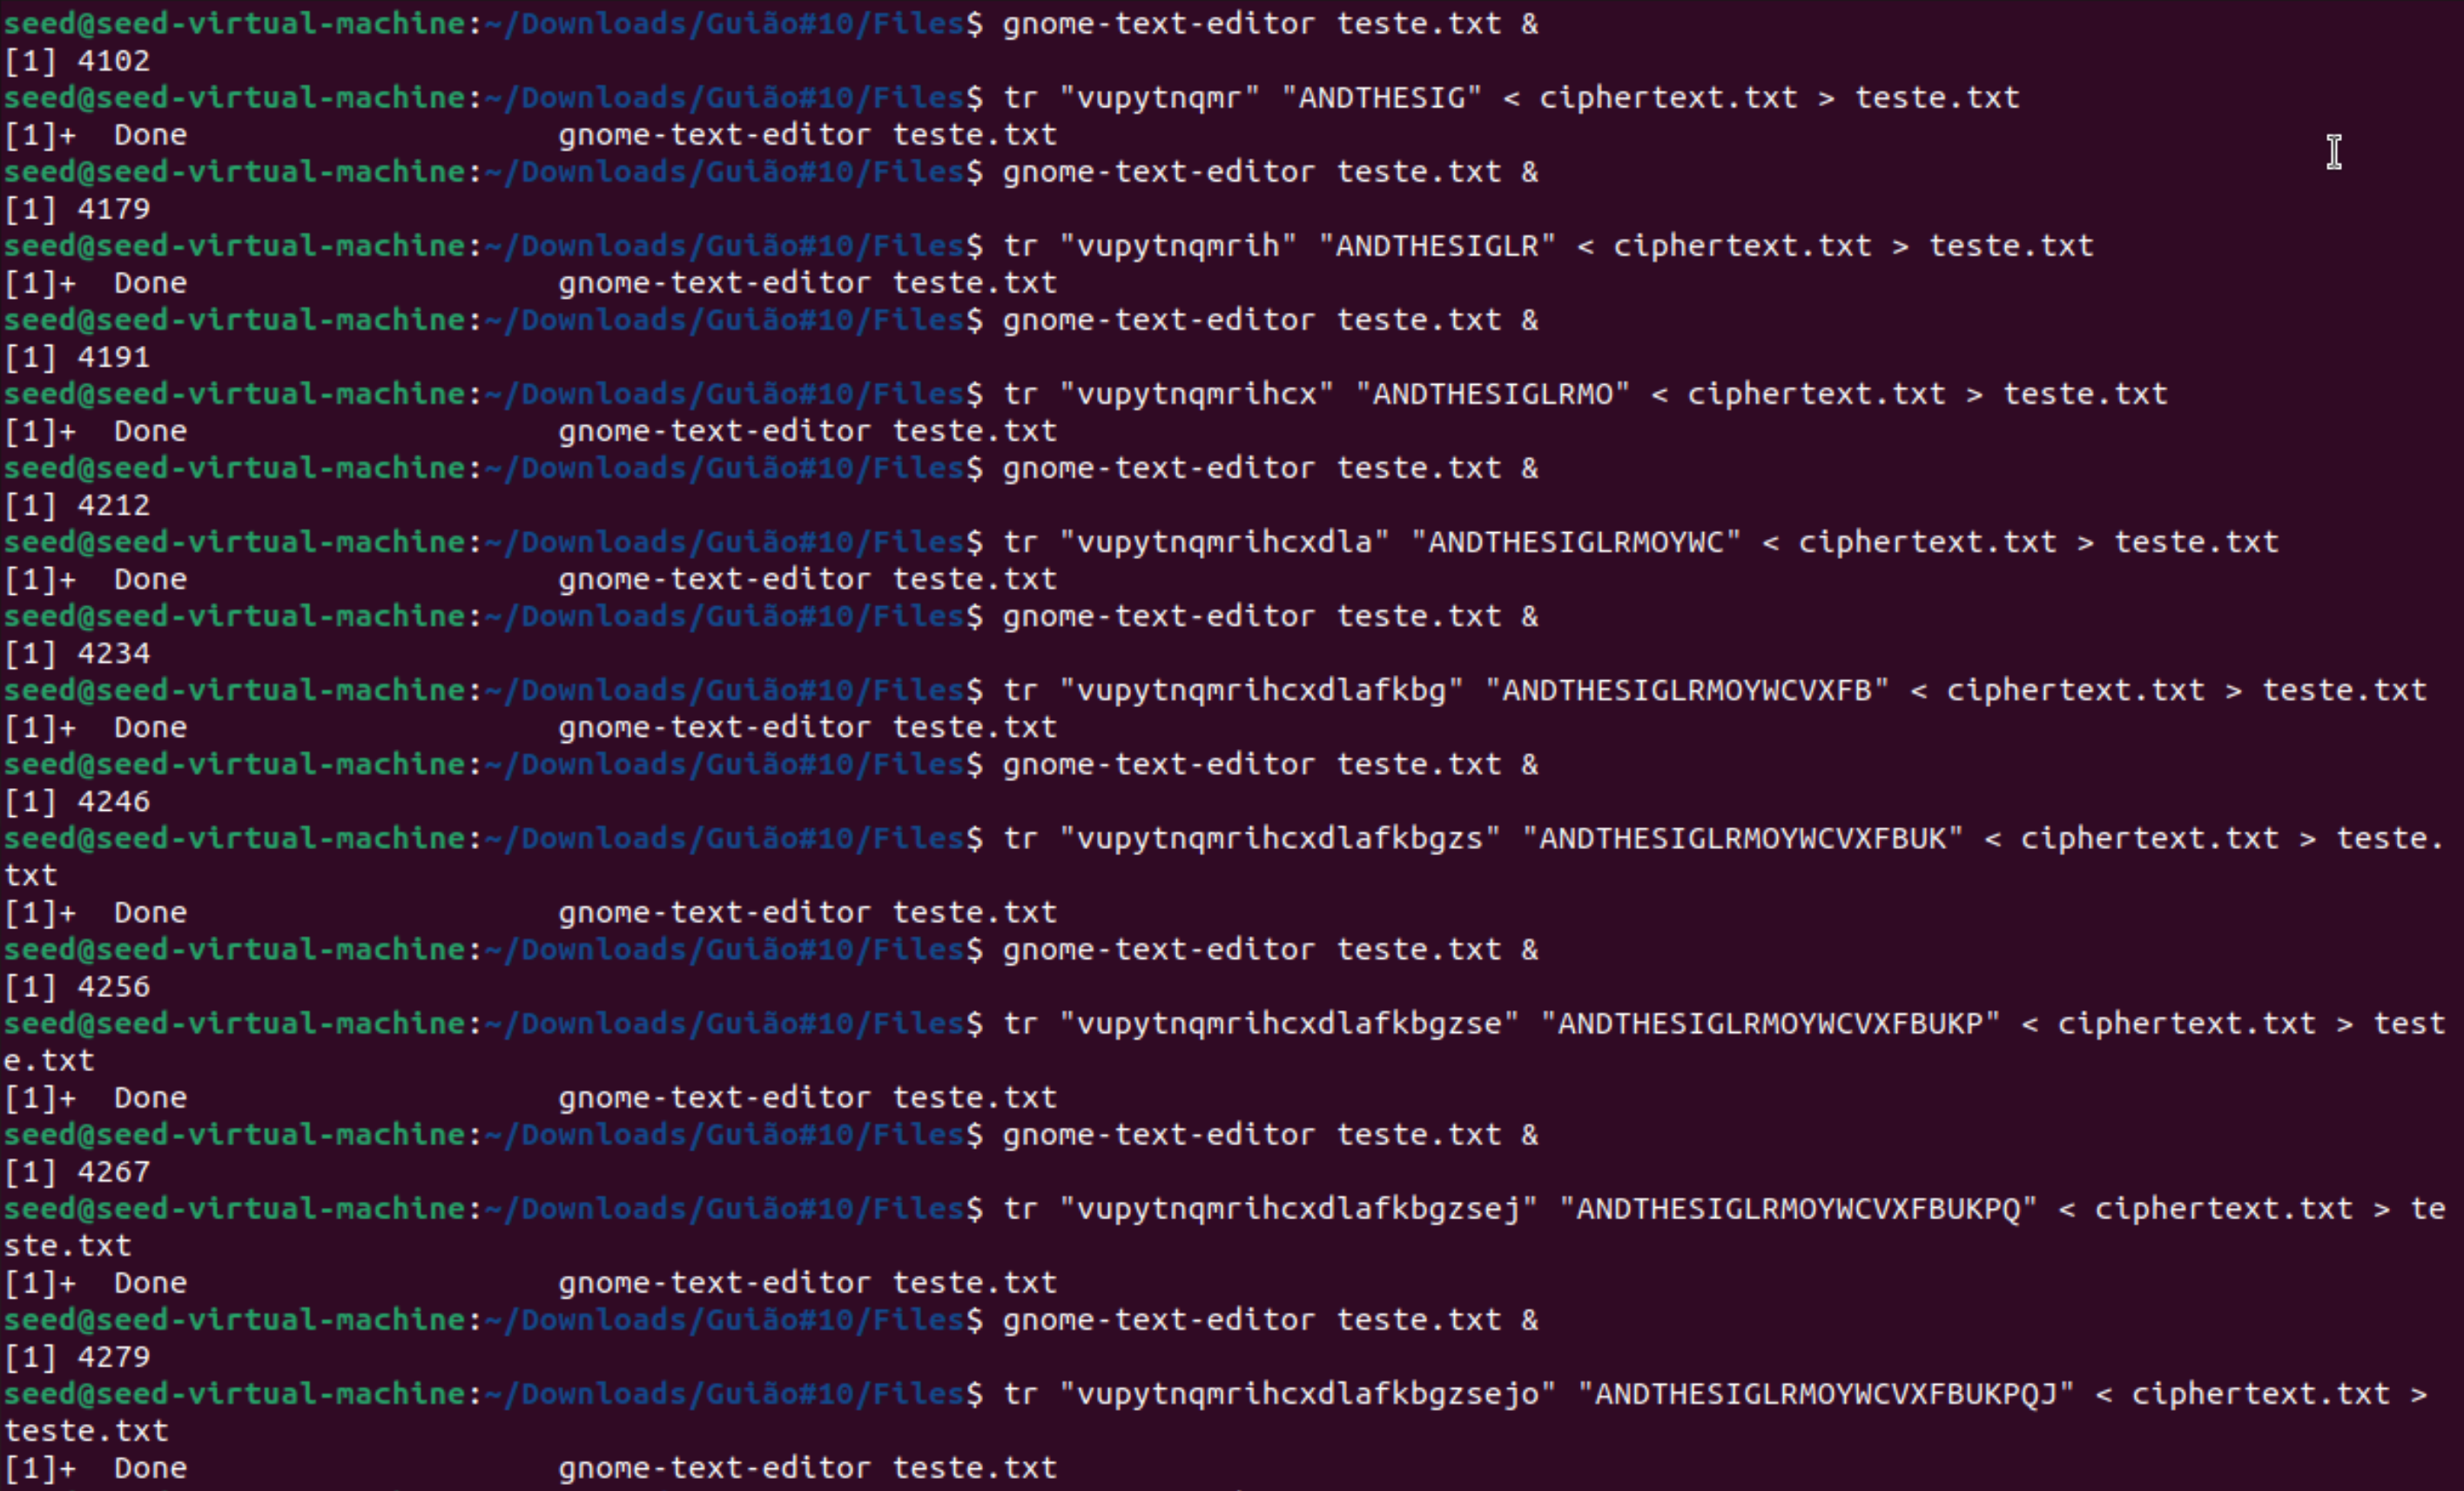 seed@seed-virtual-machine:~/Downloads/Guião#10/Files$ gnome-text-editor teste.txt &
[1] 4102
seed@seed-virtual-machine:~/Downloads/Guião#10/Files$ tr "vupytnqmr" "ANDTHESIG" < ciphertext.txt > teste.txt
[1]+  Done                    gnome-text-editor teste.txt
seed@seed-virtual-machine:~/Downloads/Guião#10/Files$ gnome-text-editor teste.txt &
[1] 4179
seed@seed-virtual-machine:~/Downloads/Guião#10/Files$ tr "vupytnqmrih" "ANDTHESIGLR" < ciphertext.txt > teste.txt
[1]+  Done                    gnome-text-editor teste.txt
seed@seed-virtual-machine:~/Downloads/Guião#10/Files$ gnome-text-editor teste.txt &
[1] 4191
seed@seed-virtual-machine:~/Downloads/Guião#10/Files$ tr "vupytnqmrihcx" "ANDTHESIGLRMO" < ciphertext.txt > teste.txt
[1]+  Done                    gnome-text-editor teste.txt
seed@seed-virtual-machine:~/Downloads/Guião#10/Files$ gnome-text-editor teste.txt &
[1] 4212
seed@seed-virtual-machine:~/Downloads/Guião#10/Files$ tr "vupytnqmrihcxdla" "ANDTHESIGLRMOYWC" < ciphertext.txt > teste.txt
[1]+  Done                    gnome-text-editor teste.txt
seed@seed-virtual-machine:~/Downloads/Guião#10/Files$ gnome-text-editor teste.txt &
[1] 4234
seed@seed-virtual-machine:~/Downloads/Guião#10/Files$ tr "vupytnqmrihcxdlafkbg" "ANDTHESIGLRMOYWCVXFB" < ciphertext.txt > teste.txt
[1]+  Done                    gnome-text-editor teste.txt
seed@seed-virtual-machine:~/Downloads/Guião#10/Files$ gnome-text-editor teste.txt &
[1] 4246
seed@seed-virtual-machine:~/Downloads/Guião#10/Files$ tr "vupytnqmrihcxdlafkbgzs" "ANDTHESIGLRMOYWCVXFBUK" < ciphertext.txt > teste.
txt
[1]+  Done                    gnome-text-editor teste.txt
seed@seed-virtual-machine:~/Downloads/Guião#10/Files$ gnome-text-editor teste.txt &
[1] 4256
seed@seed-virtual-machine:~/Downloads/Guião#10/Files$ tr "vupytnqmrihcxdlafkbgzse" "ANDTHESIGLRMOYWCVXFBUKP" < ciphertext.txt > test
e.txt
[1]+  Done                    gnome-text-editor teste.txt
seed@seed-virtual-machine:~/Downloads/Guião#10/Files$ gnome-text-editor teste.txt &
[1] 4267
seed@seed-virtual-machine:~/Downloads/Guião#10/Files$ tr "vupytnqmrihcxdlafkbgzsej" "ANDTHESIGLRMOYWCVXFBUKPQ" < ciphertext.txt > te
ste.txt
[1]+  Done                    gnome-text-editor teste.txt
seed@seed-virtual-machine:~/Downloads/Guião#10/Files$ gnome-text-editor teste.txt &
[1] 4279
seed@seed-virtual-machine:~/Downloads/Guião#10/Files$ tr "vupytnqmrihcxdlafkbgzsejo" "ANDTHESIGLRMOYWCVXFBUKPQJ" < ciphertext.txt >
teste.txt
[1]+  Done                    gnome-text-editor teste.txt